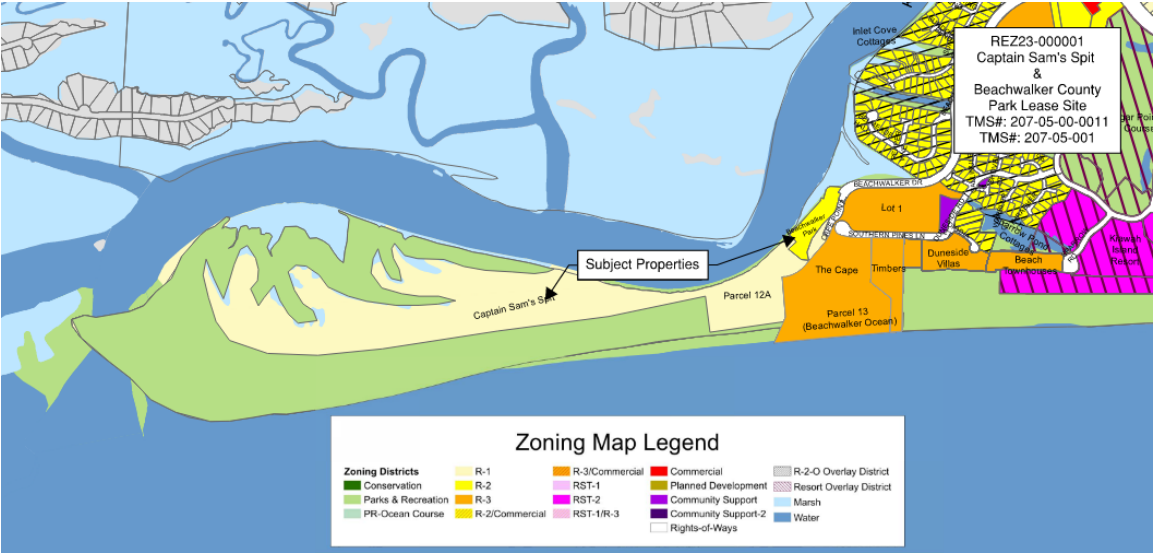 Inlet Cove
Cottages
REZ23-000001
Captain Sam's Spit
&
Beachwalker County
Park Lease Site
TMS#: 207-05-00-0011
TMS#: 207-05-001
Course
BEACHWALKER DR
Beachwalker
Park
Lot 1
SOUTHERN PINES LN
Pond
Cottages
Kiawah
Island
Resort
Subject Properties
The Cape
Timbers
Duneside
Villas
Beach
Townhouses
Captain Sam's Spit
Parcel 12A
Parcel 13
(Beachwalker Ocean)
Zoning Map Legend
Zoning Districts
Conservation
Parks & Recreation
PR-Ocean Course
R-1
R-2
R-3
R-2/Commercial
R-3/Commercial
RST-1
RST-2
RST-1/R-3
Commercial
Planned Development
Community Support
Community Support-2
Rights-of-Ways
R-2-O Overlay District
Resort Overlay District
Marsh
Water